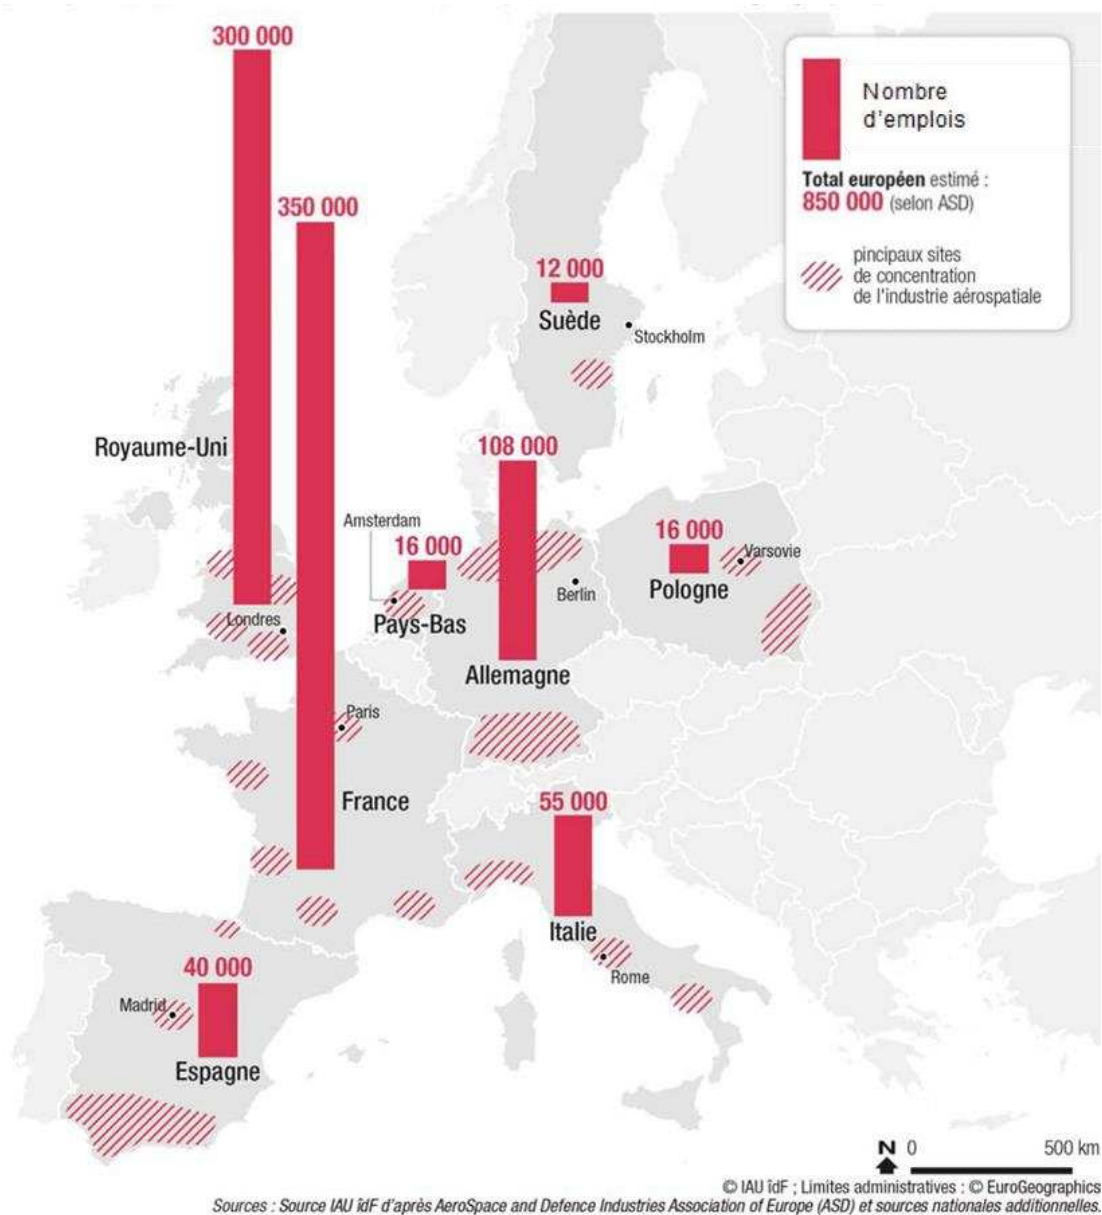 300 000
Nombre
d'emplois
Total européen estimé :
850 000 (selon ASD)
pincipaux sites
de concentration
de l'industrie aérospatiale
350 000
12 000
Suède
Stockholm
Royaume-Uni
108 000
Amsterdam
16 000
16 000
Varsovie
Berlin
Pologne
Londres
Pays-Bas
Allemagne
Paris
France
55 000
Italie
Rome
40 000
Madrid
Espagne
N 0 500 km
© IAU îdF ; Limites administratives : © EuroGeographics
Sources : Source IAU îdF d'après AeroSpace and Defence Industries Association of Europe (ASD) et sources nationales additionnelles.